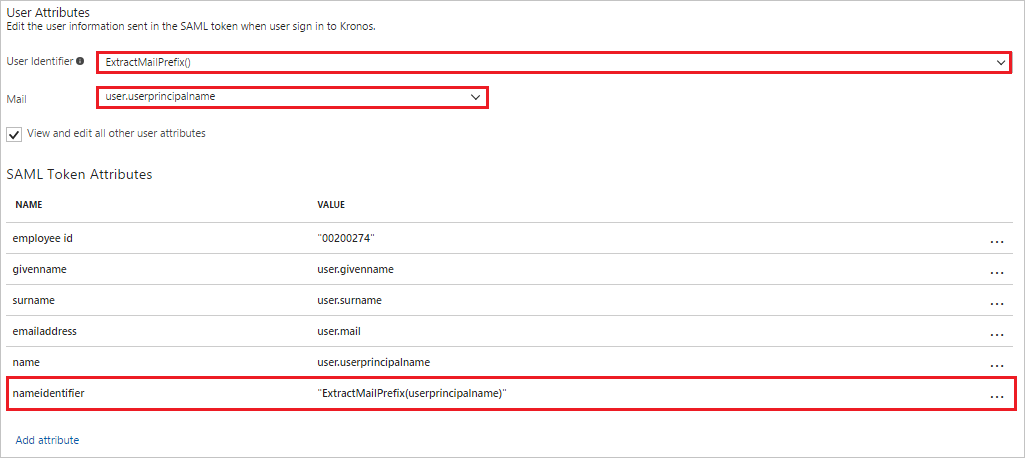 User Attributes
Edit the user information sent in the SAML token when user sign in to Kronos.
User Identifier ExtractMailPrefix()
Mail user.userprincipalname
View and edit all other user attributes
SAML Token Attributes
NAME VALUE
employee id "00200274" ...
givenname user.givenname ...
surname user.surname ...
emailaddress user.mail ...
name user.userprincipalname ...
nameidentifier "ExtractMailPrefix(userprincipalname)" ...
Add attribute